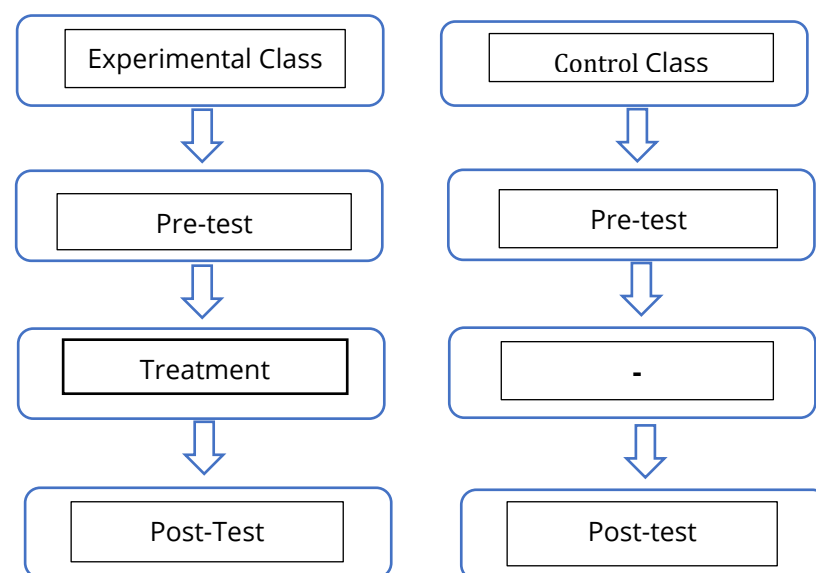 Experimental Class
Control Class
Pre-test
Pre-test
Treatment
-
Post-Test
Post-test